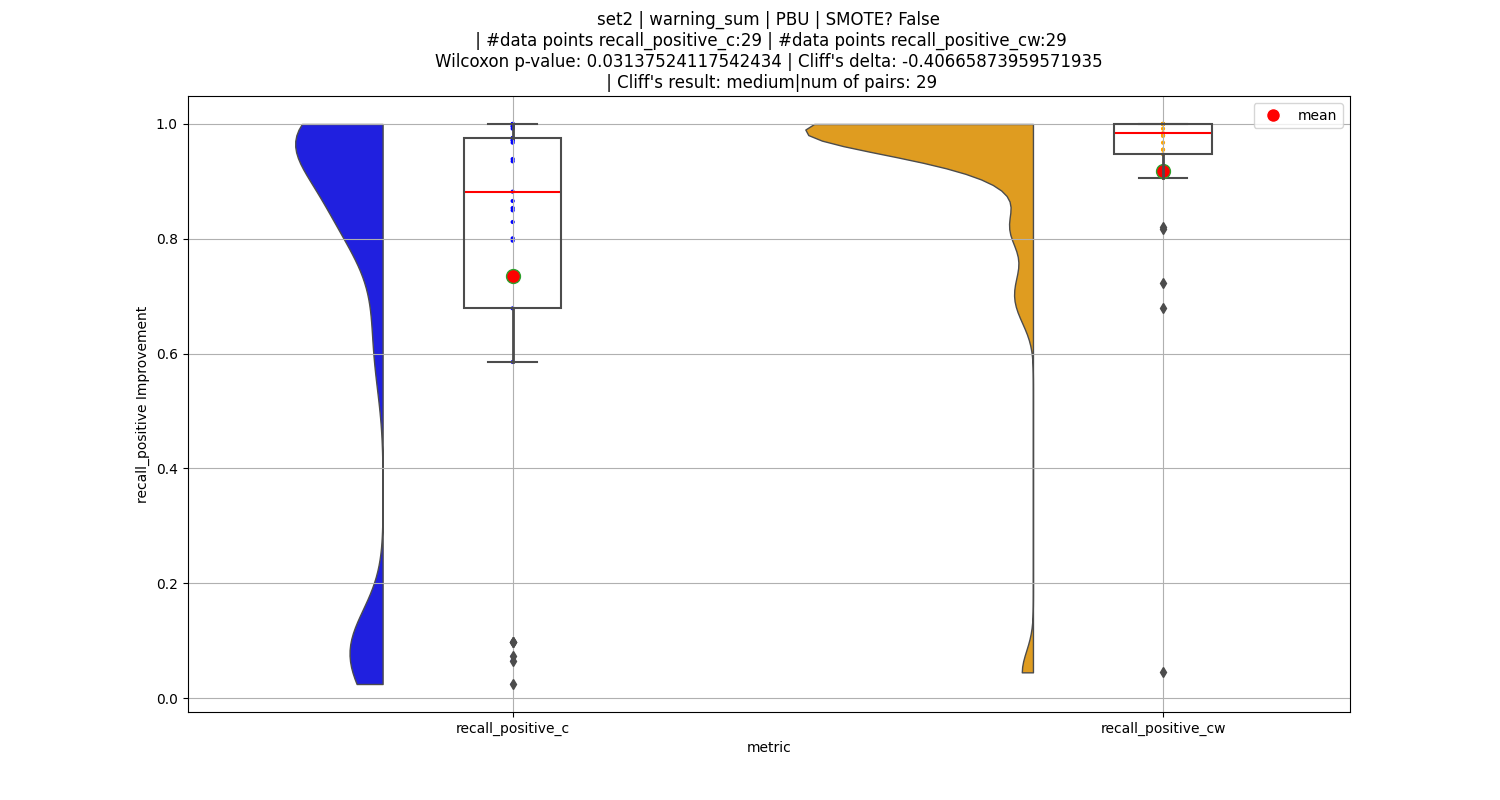 set2 | warning_sum | PBU | SMOTE? False
| #data points recall_positive_c:29 | #data points recall_positive_cw:29
Wilcoxon p-value: 0.03137524117542434 | Cliff's delta: -0.40665873959571935
| Cliff's result: medium|num of pairs: 29
mean
1.0
0.8
0.6
0.4
0.2
0.0
recall_positive Improvement
recall_positive_c
recall_positive_cw
metric